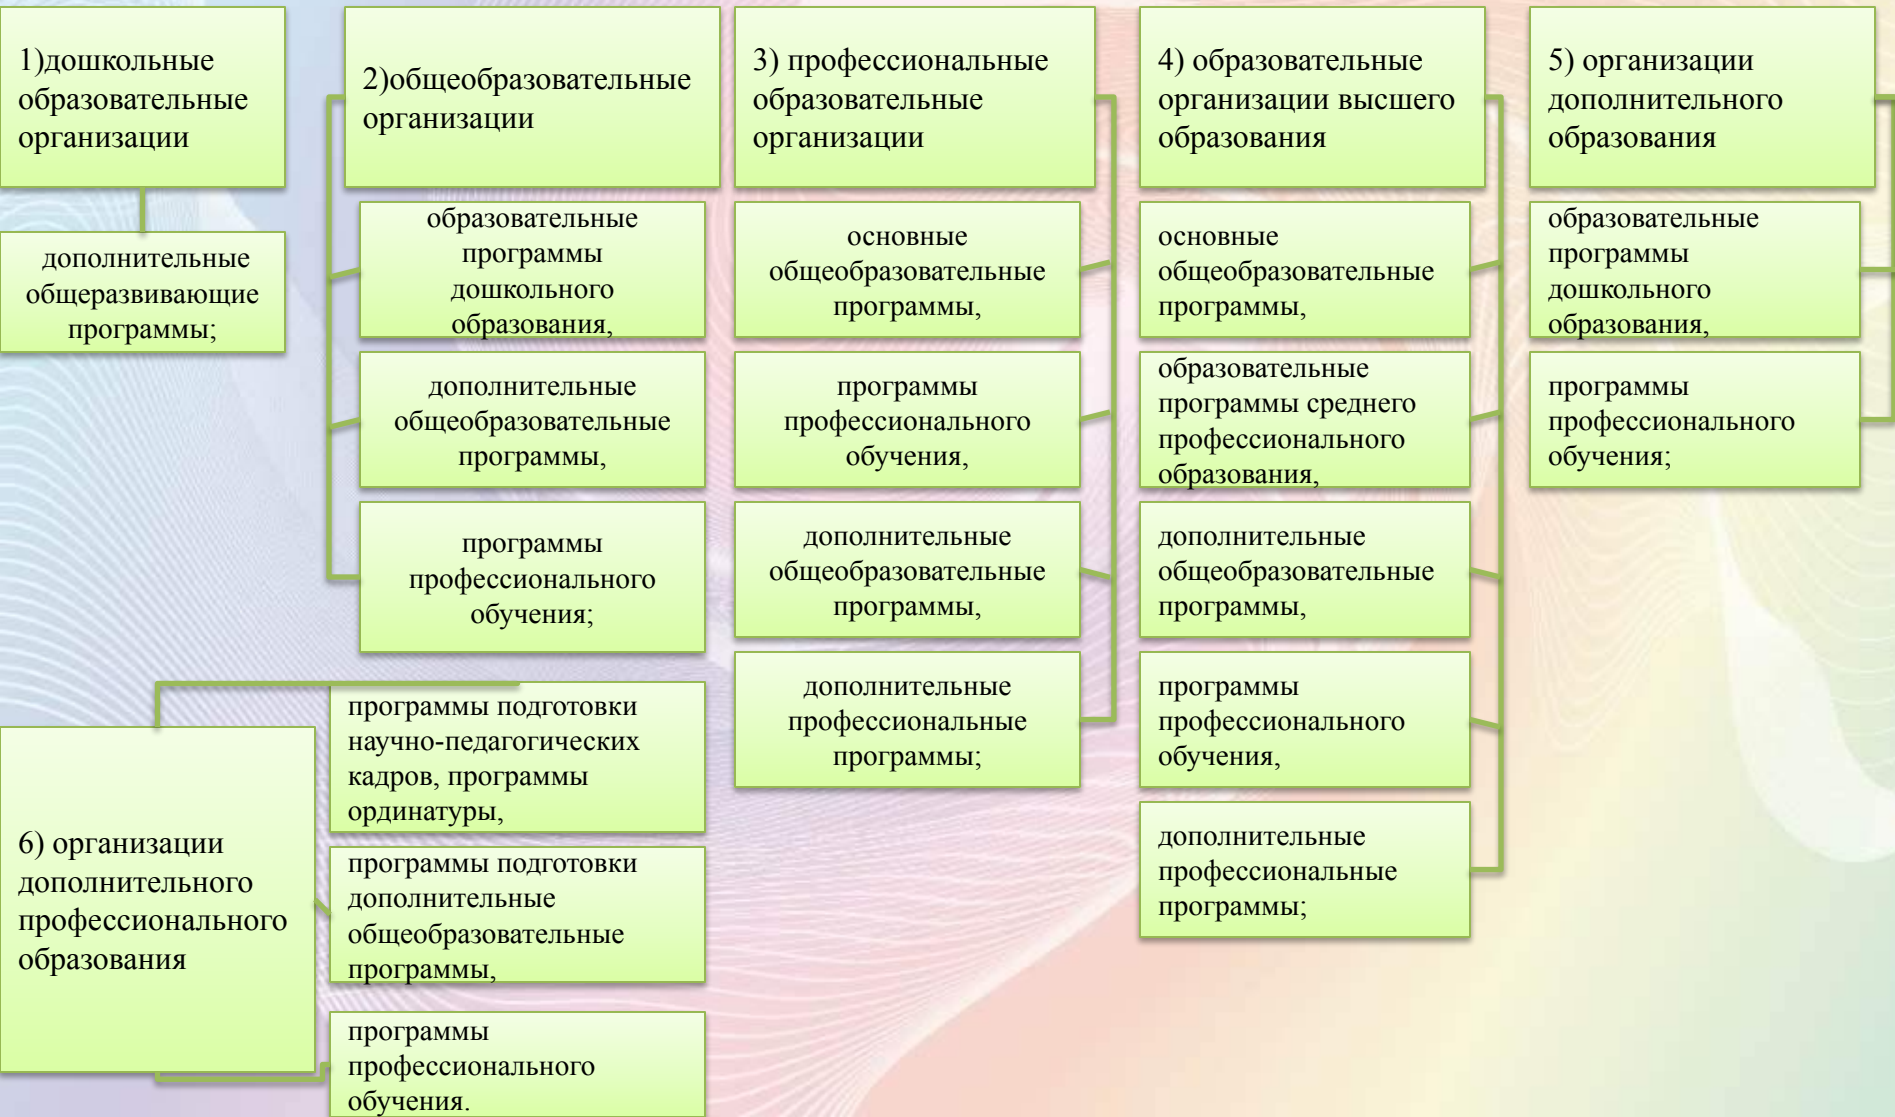 1)дошкольные
образовательные
организации
дополнительные
общеразвивающие
программы;
2)общеобразовательные
организации
образовательные
программы
дошкольного
образования,
дополнительные
общеобразовательные
программы,
программы
профессионального
обучения;
3) профессиональные
образовательные
организации
основные
общеобразовательные
программы,
программы
профессионального
обучения,
дополнительные
общеобразовательные
программы,
дополнительные
профессиональные
программы;
4) образовательные
организации высшего
образования
основные
общеобразовательные
программы,
образовательные
программы среднего
профессионального
образования,
дополнительные
общеобразовательные
программы,
программы
профессионального
обучения,
дополнительные
профессиональные
программы;
5) организации
дополнительного
образования
образовательные
программы
дошкольного
образования,
программы
профессионального
обучения;
6) организации
дополнительного
профессионального
образования
программы подготовки
научно-педагогических
кадров, программы
ординатуры,
программы подготовки
дополнительные
общеобразовательные
программы,
программы
профессионального
обучения.